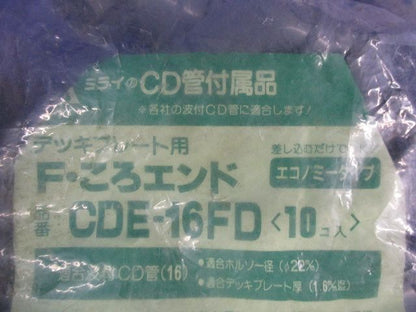 ミライのCD管付属品
※各社の波付CD管に適合します！
デッキプレート用
差し込むだけで
F・ころエンド
エコノミータイプ
品番 CDE-16FD〈10コ入〉
適合波付CD管(16)
●適合ホルソー径(φ22%)
●適合デッキプレート厚(1.6%